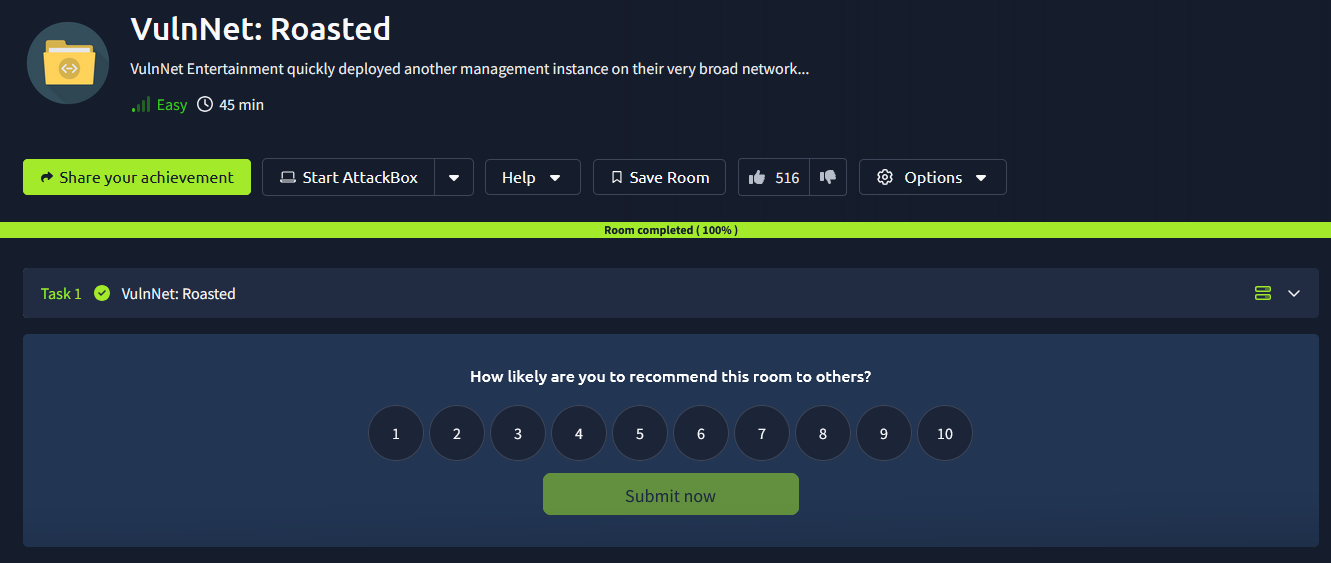 VulnNet: Roasted
VulnNet Entertainment quickly deployed another management instance on their very broad network...
Easy 45 min
Share your achievement Start AttackBox Help Save Room 516 Options
Room completed ( 100% )
Task 1 VulnNet: Roasted
How likely are you to recommend this room to others?
1 2 3 4 5 6 7 8 9 10
Submit now